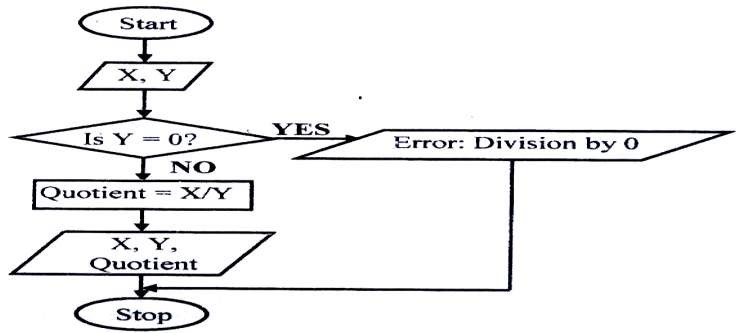 Start
X, Y
Is Y = 0?
YES
Error: Division by 0
NO
Quotient = X/Y
X, Y,
Quotient
Stop